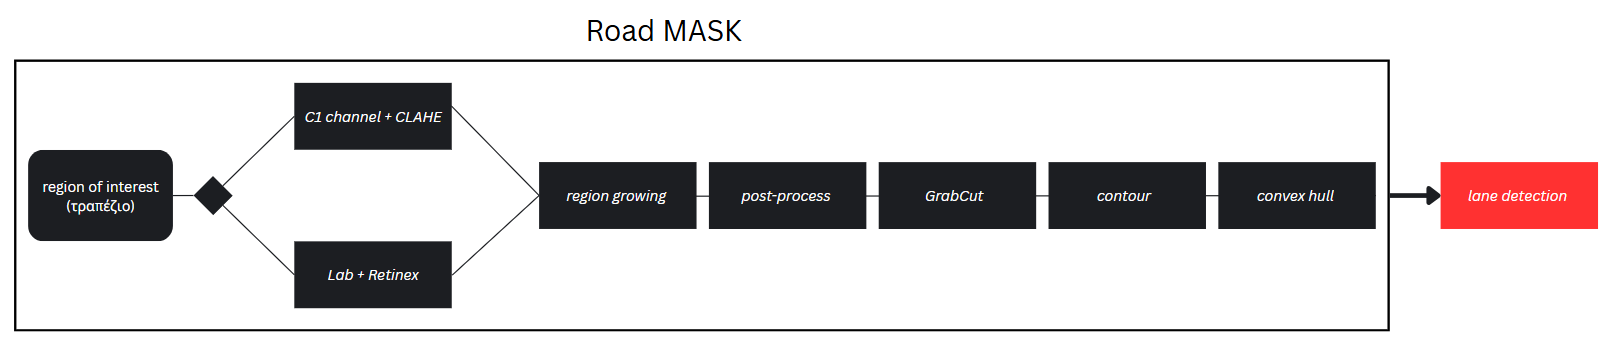 Road MASK
region of interest
(τραπέζιο)
C1 channel + CLAHE
Lab + Retinex
region growing
post-process
GrabCut
contour
convex hull
lane detection